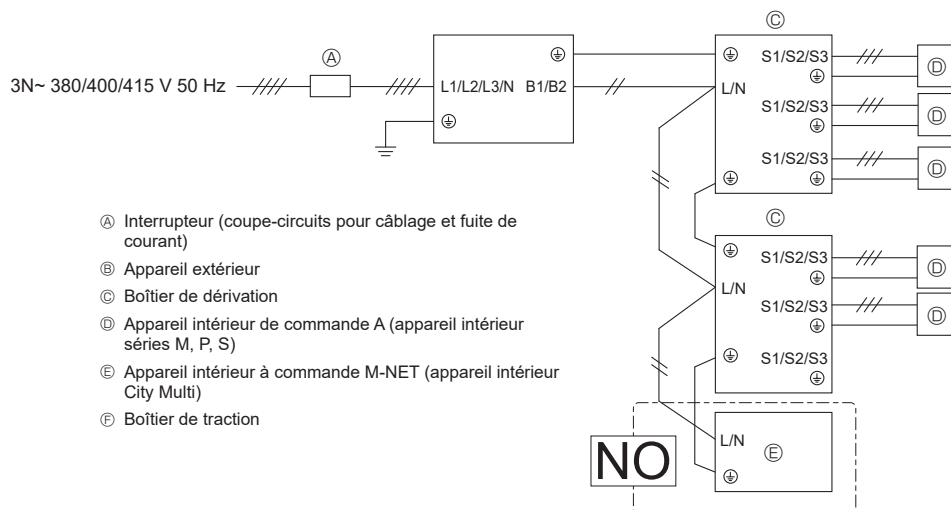 Ⓒ
3N~ 380/400/415 V 50 Hz
Ⓐ
L1/L2/L3/N B1/B2
L/N
S1/S2/S3
Ⓓ
S1/S2/S3
Ⓓ
S1/S2/S3
Ⓓ
Ⓒ
L/N
S1/S2/S3
Ⓓ
S1/S2/S3
Ⓓ
S1/S2/S3
Ⓐ Interrupteur (coupe-circuits pour câblage et fuite de
courant)
Ⓑ Appareil extérieur
Ⓒ Boîtier de dérivation
Ⓓ Appareil intérieur de commande A (appareil intérieur
séries M, P, S)
Ⓔ Appareil intérieur à commande M-NET (appareil intérieur
City Multi)
Ⓕ Boîtier de traction
NO
L/N
Ⓔ